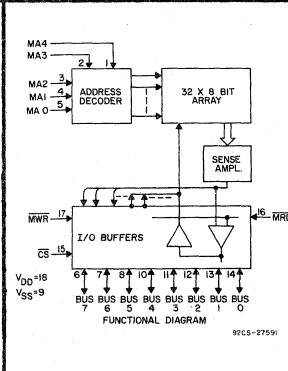 MA4
MA3
2 1
MA2 3
MA1 4
MA0 5
ADDRESS
DECODER
32 X 8 BIT
ARRAY
SENSE
AMPL.
MWR 17
16 MRD
I/O BUFFERS
CS 15
VDD=18
VSS=9
6 7 8 10 11 12 13 14
BUS BUS BUS BUS BUS BUS BUS BUS
7 6 5 4 3 2 1 0
FUNCTIONAL DIAGRAM
92CS-27591